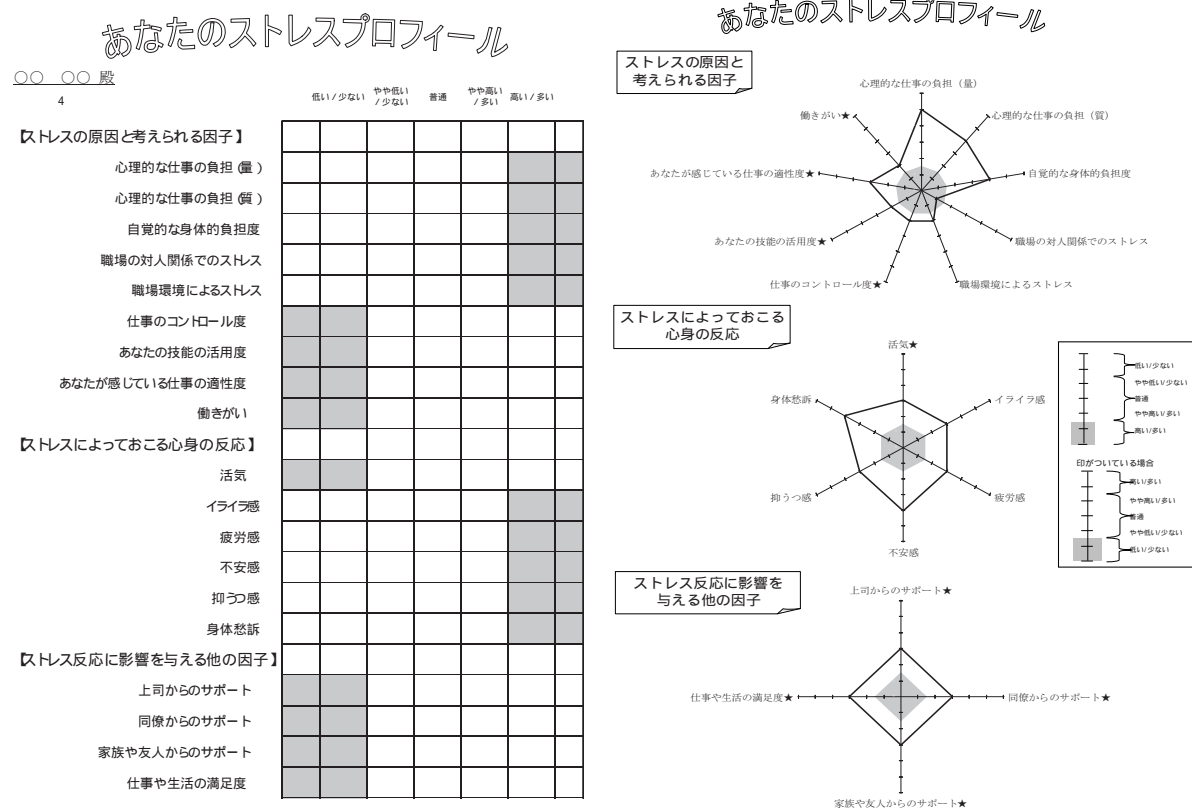 あなたのストレスプロフィール
○○　○○ 殿
4
低い/少ない
やや低い
/少ない
普通
やや高い
/多い
高い/多い
【ストレスの原因と考えられる因子】
心理的な仕事の負担(量)
心理的な仕事の負担(質)
自覚的な身体的負担度
職場の対人関係でのストレス
職場環境によるストレス
仕事のコントロール度
あなたの技能の活用度
あなたが感じている仕事の適性度
働きがい
【ストレスによっておこる心身の反応】
活気
イライラ感
疲労感
不安感
抑うつ感
身体愁訴
【ストレス反応に影響を与える他の因子】
上司からのサポート
同僚からのサポート
家族や友人からのサポート
仕事や生活の満足度
あなたのストレスプロフィール
ストレスの原因と
考えられる因子
心理的な仕事の負担（量）
心理的な仕事の負担（質）
自覚的な身体的負担度
職場の対人関係でのストレス
職場環境によるストレス
仕事のコントロール度★
あなたの技能の活用度★
あなたが感じている仕事の適性度★
働きがい★
ストレスによっておこる
心身の反応
活気★
イライラ感
疲労感
不安感
抑うつ感
身体愁訴
低い/少ない
やや低い/少ない
普通
やや高い/多い
高い/多い
印がついている場合
高い/多い
やや高い/多い
普通
やや低い/少ない
低い/少ない
ストレス反応に影響を
与える他の因子
上司からのサポート★
同僚からのサポート★
家族や友人からのサポート★
仕事や生活の満足度★